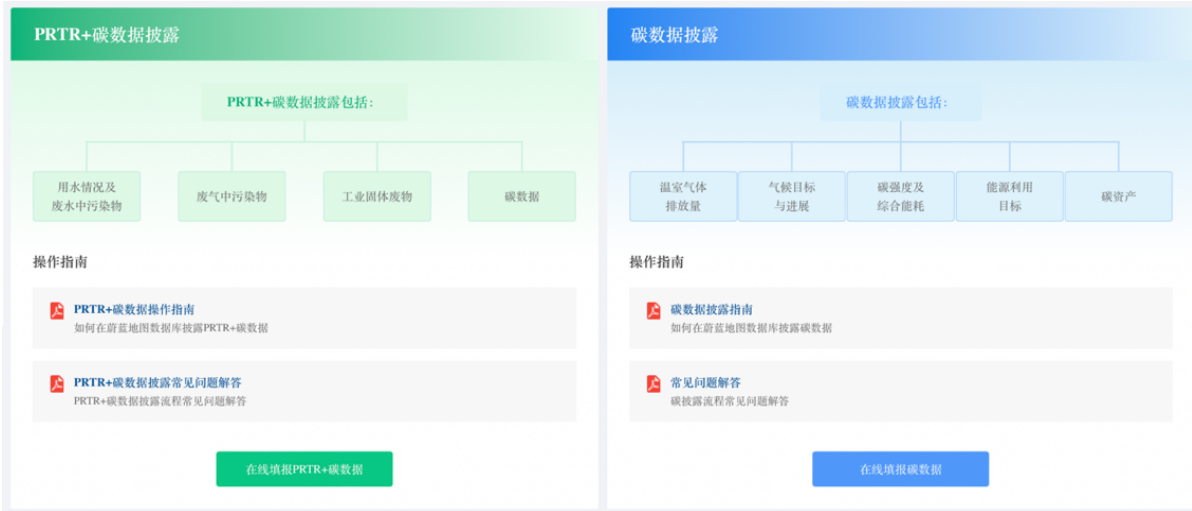 PRTR+碳数据披露
PRTR+碳数据披露包括:
用水情况及
废水中污染物
废气中污染物
工业固体废物
碳数据
操作指南
PRTR+碳数据操作指南
如何在蔚蓝地图数据库披露PRTR+碳数据
PRTR+碳数据披露常见问题解答
PRTR+碳数据披露流程常见问题解答
在线填报PRTR+碳数据
碳数据披露
碳数据披露包括:
温室气体
排放量
气候目标
与进展
碳强度及
综合能耗
能源利用
目标
碳资产
操作指南
碳数据披露指南
如何在蔚蓝地图数据库披露碳数据
常见问题解答
碳披露流程常见问题解答
在线填报碳数据